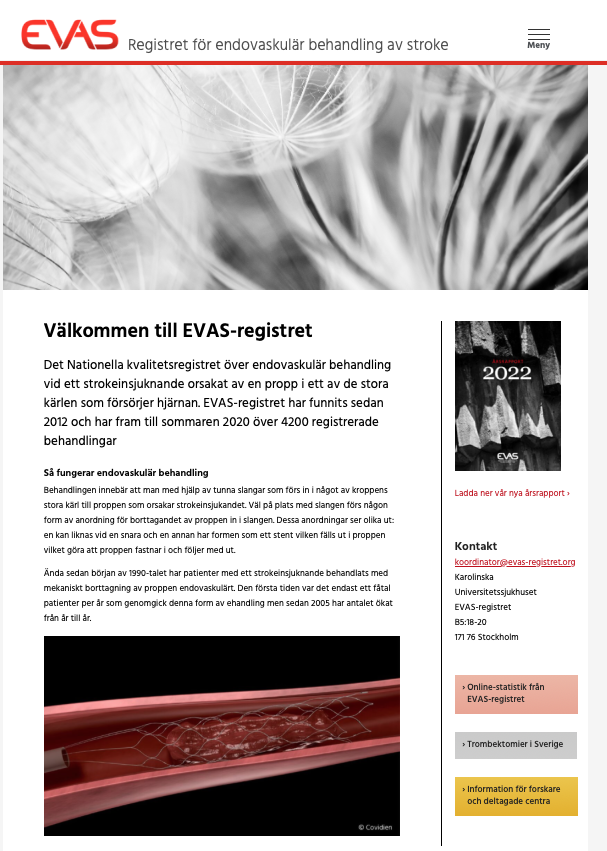 EVAS
Registret för endovaskulär behandling av stroke
Meny
Välkommen till EVAS-registret
Det Nationella kvalitetsregistret över endovaskulär behandling
vid ett strokeinsjuknande orsakat av en propp i ett av de stora
kärlen som försörjer hjärnan. EVAS-registret har funnits sedan
2012 och har fram till sommaren 2020 över 4200 registrerade
behandlingar
Så fungerar endovaskulär behandling
Behandlingen innebär att man med hjälp av tunna slangar som förs in i något av kroppens
stora kärl till proppen som orsakar strokeinsjukandet. Väl på plats med slangen förs någon
form av anordning för borttagandet av proppen in i slangen. Dessa anordningar ser olika ut:
en kan liknas vid en snara och en annan har formen som ett stent vilken fälls ut i proppen
vilket göra att proppen fastnar i och följer med ut.
Ända sedan början av 1990-talet har patienter med ett strokeinsjuknande behandlats med
mekaniskt borttagning av proppen endovaskulärt. Den första tiden var det endast ett fåtal
patienter per år som genomgick denna form av ehandling men sedan 2005 har antalet ökat
från år till år.
© Covidien
ÅRSRAPPORT
2022
EVAS
Ladda ner vår nya årsrapport ›
Kontakt
koordinator@evas-registret.org
Karolinska
Universitetssjukhuset
EVAS-registret
B5:18-20
171 76 Stockholm
› Online-statistik från
EVAS-registret
› Trombektomier i Sverige
› Information för forskare
och deltagade centra